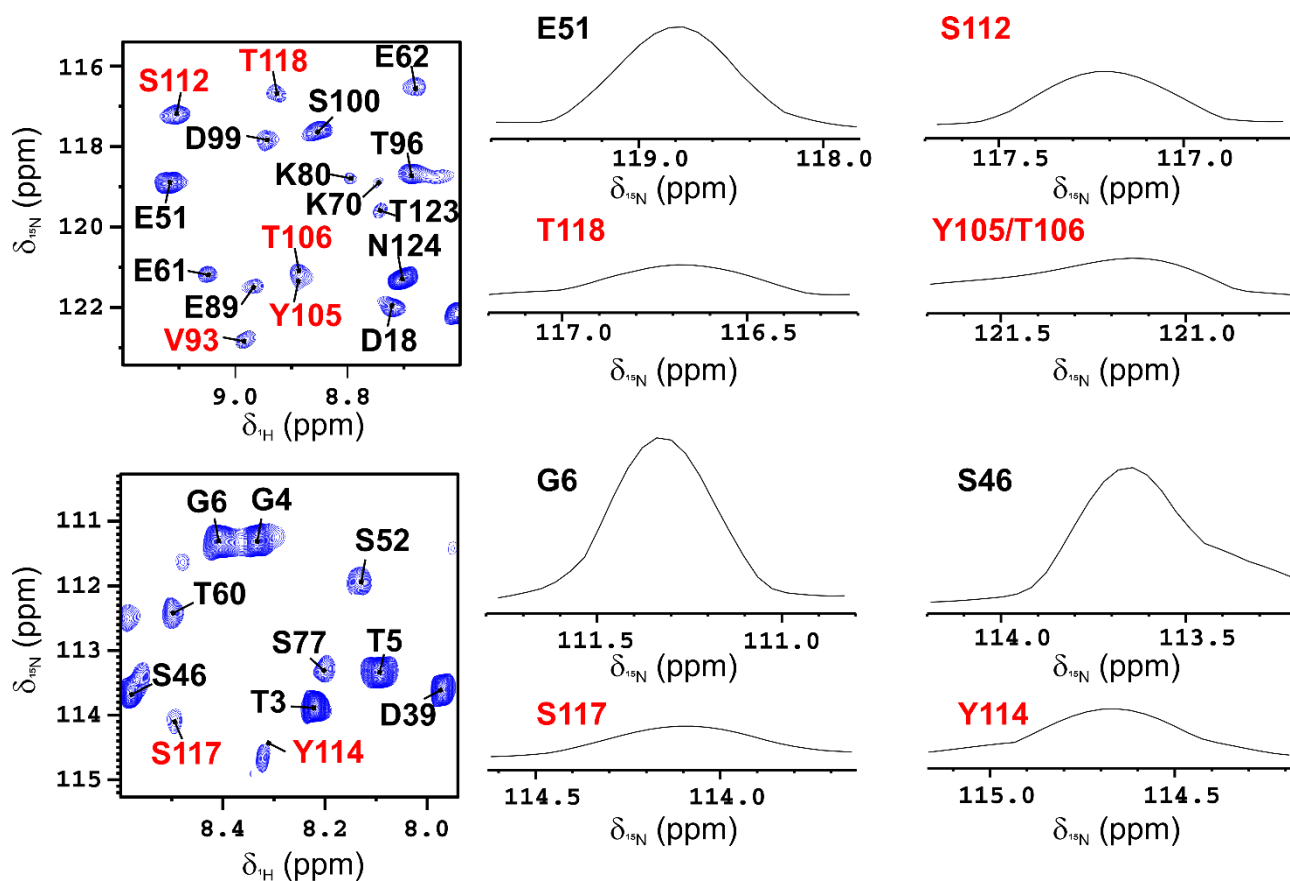 E51
S112
116
118
120
122
δ15N (ppm)
S112
T118
E62
S100
D99
T96
K80
K70
T123
E51
T106
N124
E61
E89
Y105
V93
D18
9.0
8.8
δ1H (ppm)
119.0
118.0
δ15N (ppm)
117.2
117.0
δ15N (ppm)
T118
Y105/T106
117.0
116.5
δ15N (ppm)
121.5
121.0
δ15N (ppm)
111
112
113
114
115
δ15N (ppm)
G6
G4
S52
T60
S77
T5
S46
T3
D39
S117
Y114
8.4
8.2
8.0
δ1H (ppm)
G6
S46
111.5
111.0
δ15N (ppm)
114.0
113.5
δ15N (ppm)
S117
Y114
114.5
114.0
δ15N (ppm)
115.0
114.5
δ15N (ppm)